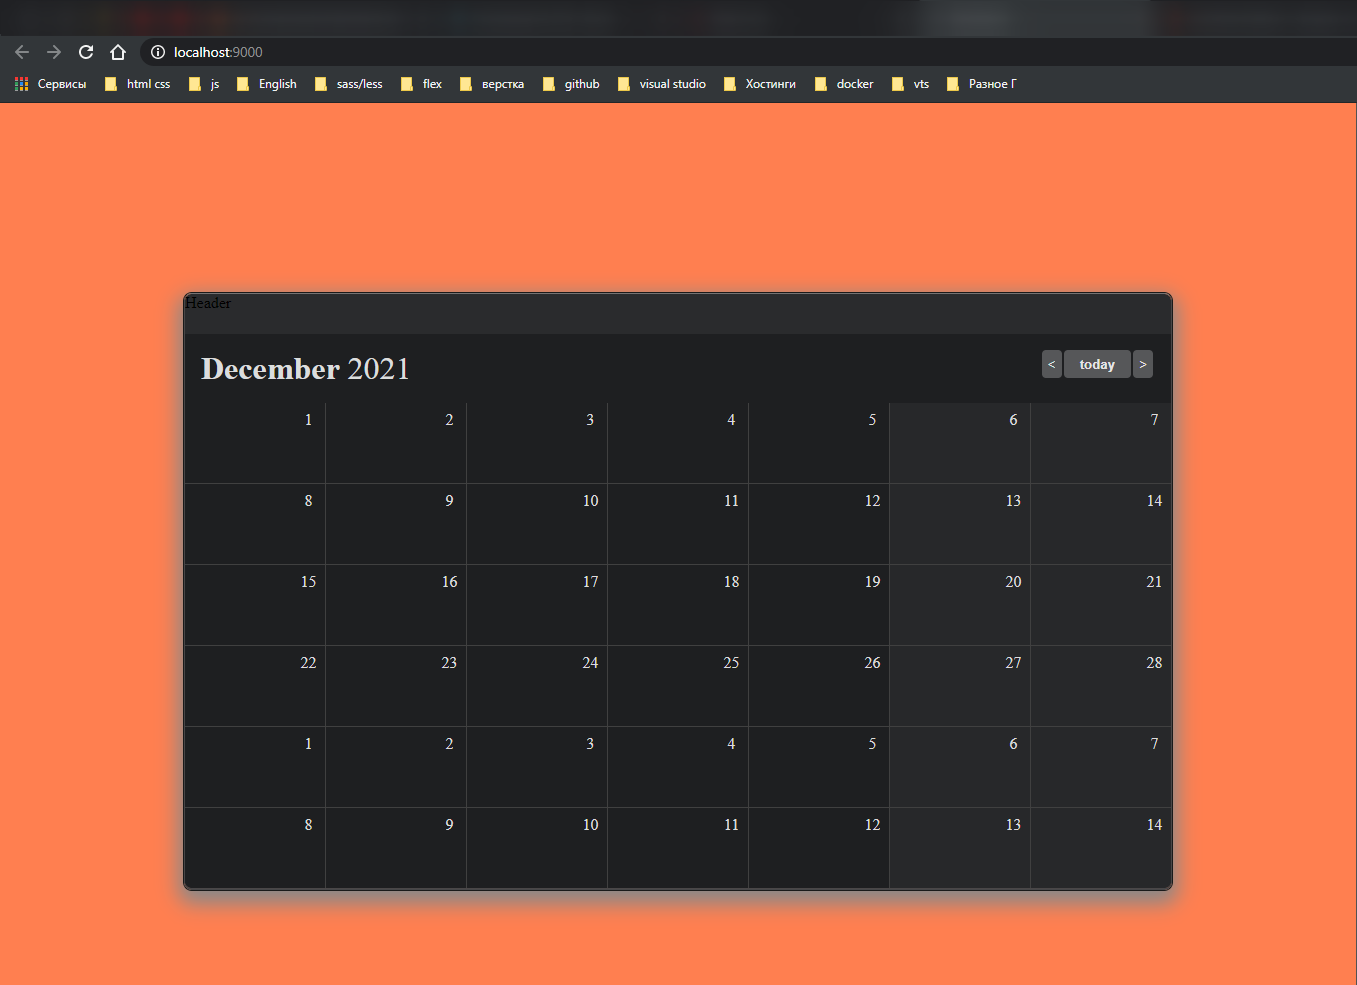 localhost:9000
Сервисы html css js English sass/less flex верстка github visual studio Хостинги docker vts Разное Г
Header
December 2021 < today >
1 2 3 4 5 6 7
8 9 10 11 12 13 14
15 16 17 18 19 20 21
22 23 24 25 26 27 28
1 2 3 4 5 6 7
8 9 10 11 12 13 14